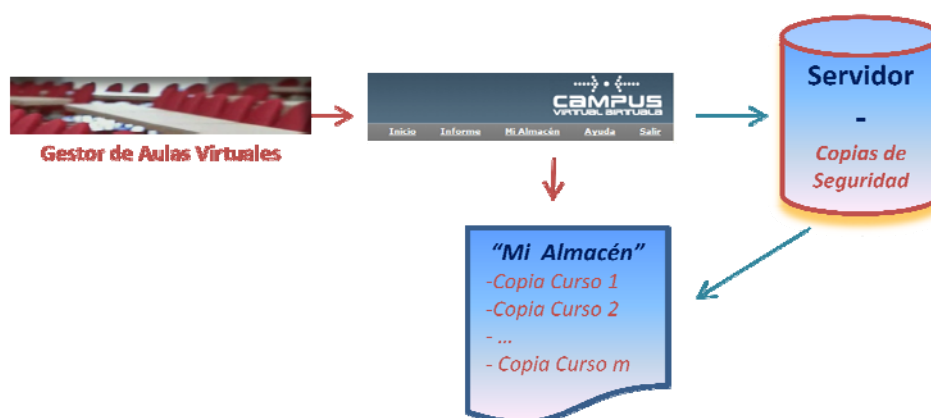 Gestor de Aulas Virtuales
CAMPUS
VIRTUAL BIRTUALA
Inicio Informe Mi Almacén Ayuda Salir
Servidor
-
Copias de
Seguridad
“Mi Almacén”
-Copia Curso 1
-Copia Curso 2
- ...
- Copia Curso m